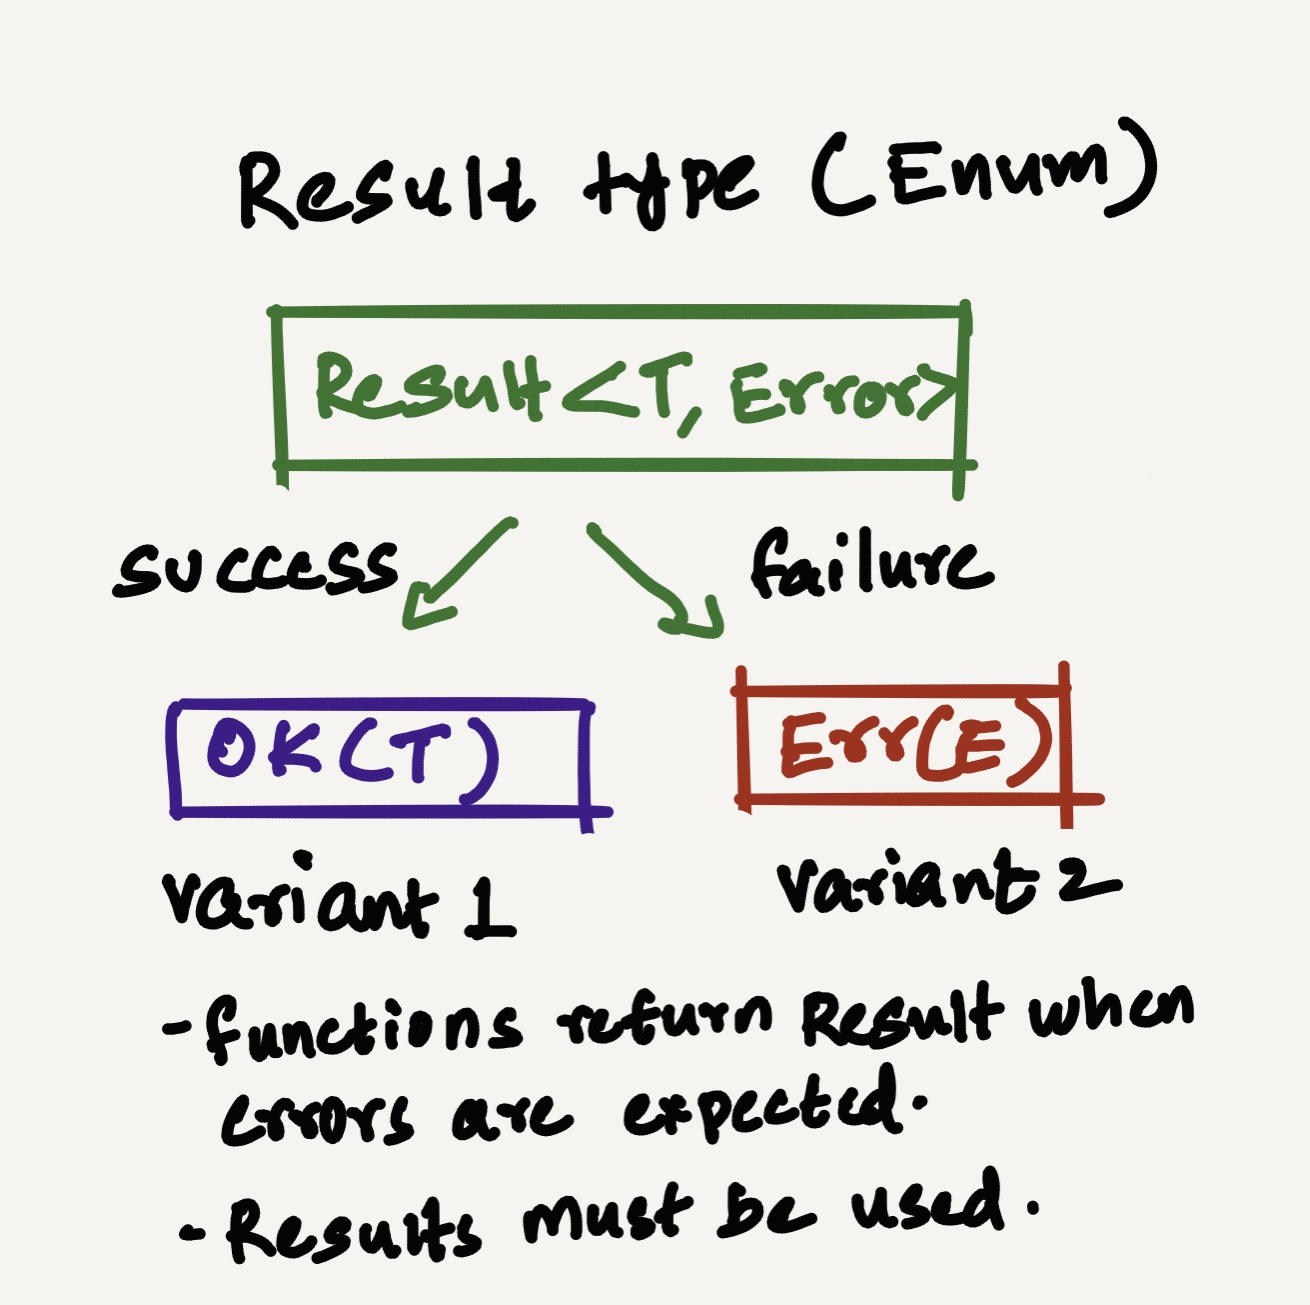 Result type (Enum)
Result<T, Error>
success
failure
OK(T)
Err(E)
variant 1
variant 2
- functions return Result when
errors are expected.
- Results must be used.